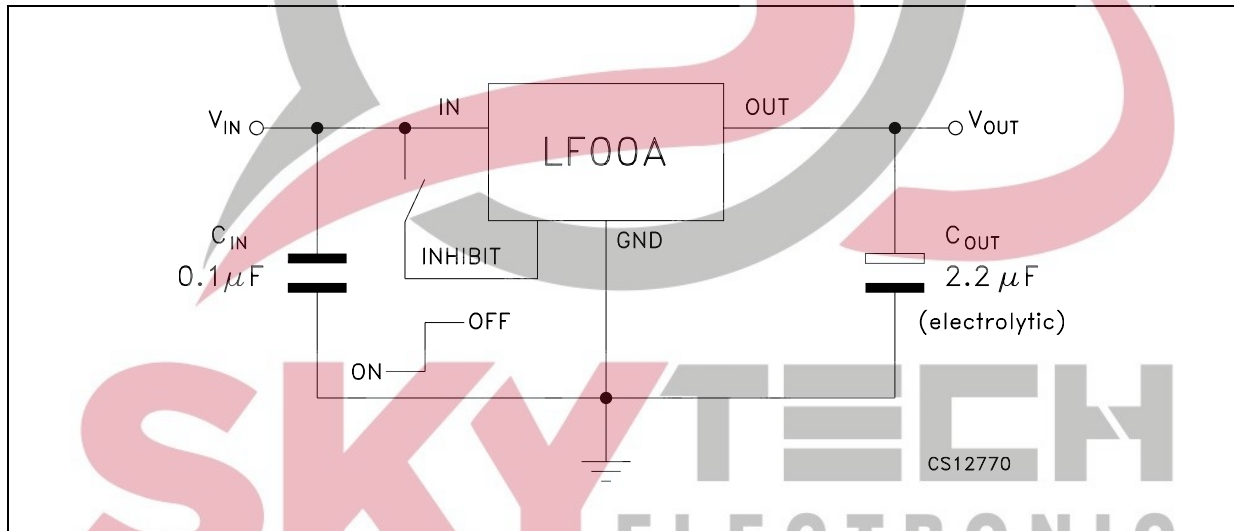 IN
OUT
V_IN
V_OUT
LF00A
GND
C_IN
0.1µF
INHIBIT
C_OUT
2.2 µF
(electrolytic)
OFF
ON
CS12770
SKYTECH
ELECTRONIC